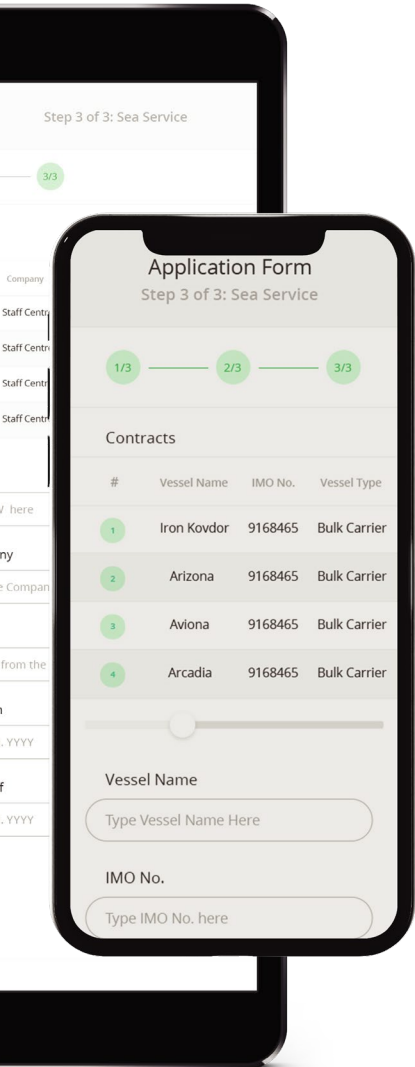 Step 3 of 3: Sea Service
3/3
Company
Staff Centr
Staff Centr
Staff Centr
Staff Centr
here
ny
e Compan
from the
. YYYY
f
. YYYY
Application Form
Step 3 of 3: Sea Service
1/3 2/3 3/3
Contracts
# Vessel Name IMO No. Vessel Type
1 Iron Kovdor 9168465 Bulk Carrier
2 Arizona 9168465 Bulk Carrier
3 Aviona 9168465 Bulk Carrier
4 Arcadia 9168465 Bulk Carrier
Vessel Name
Type Vessel Name Here
IMO No.
Type IMO No. here